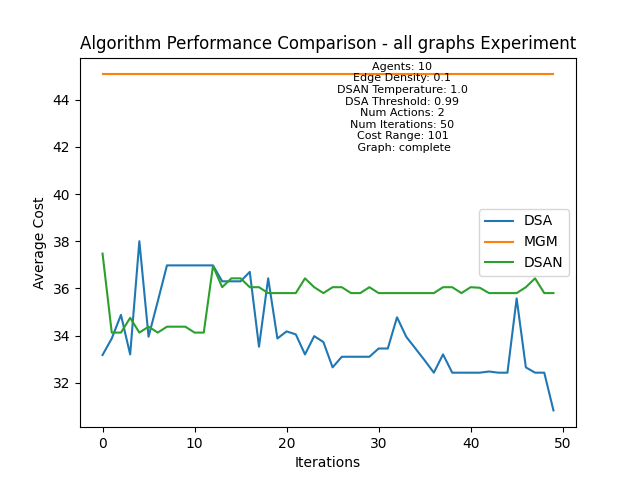 Algorithm Performance Comparison - all graphs Experiment
Agents: 10
Edge Density: 0.1
DSAN Temperature: 1.0
DSA Threshold: 0.99
Num Actions: 2
Num Iterations: 50
Cost Range: 101
Graph: complete
44
42
40
38
36
34
32
Average Cost
DSA
MGM
DSAN
0
10
20
30
40
50
Iterations